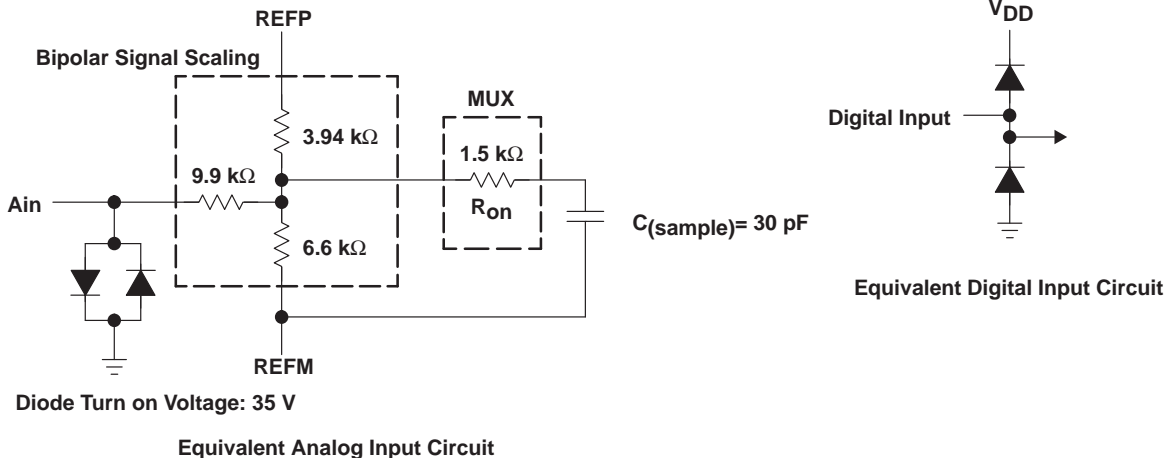 REFP
Bipolar Signal Scaling
MUX
3.94 kΩ
1.5 kΩ
9.9 kΩ
Ain
Ron
C(sample)= 30 pF
6.6 kΩ
REFM
Diode Turn on Voltage: 35 V
Equivalent Analog Input Circuit
VDD
Digital Input
Equivalent Digital Input Circuit